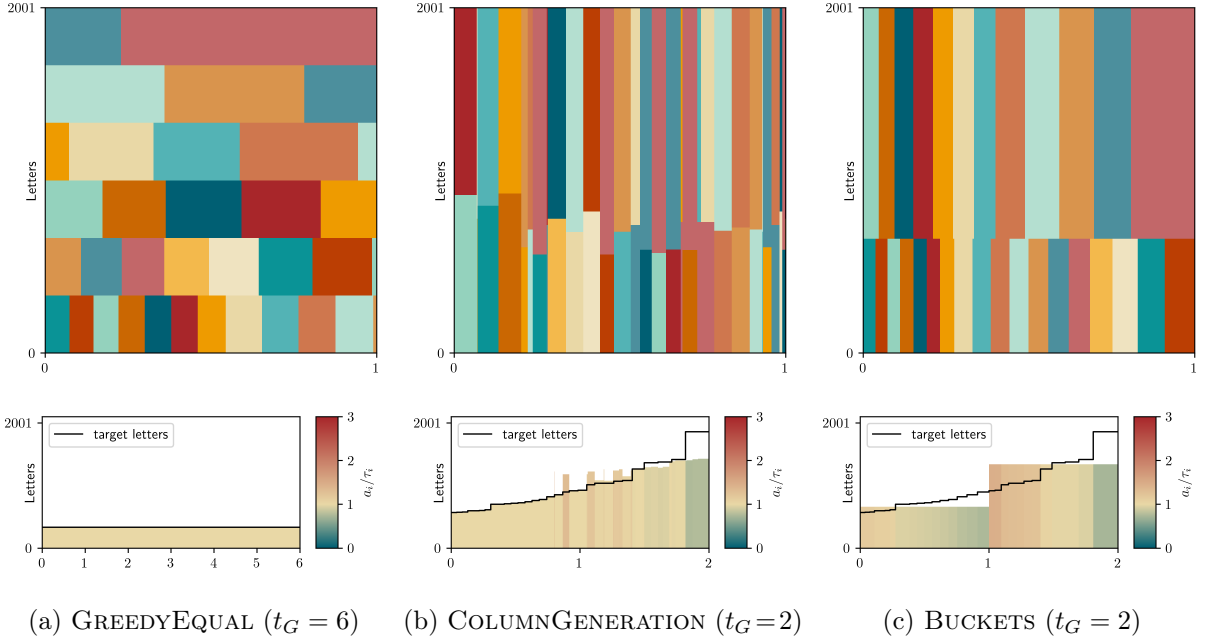 2001
Letters
0
0
1
2001
Letters
0
0
1
2001
Letters
0
0
1
2001
Letters
0
target letters
0
1
2
3
4
5
6
3
2
1
0
a_i/τ_i
2001
Letters
0
target letters
0
1
2
3
2
1
0
a_i/τ_i
2001
Letters
0
target letters
0
1
2
3
2
1
0
a_i/τ_i
(a) GREEDYEQUAL (t_G = 6)
(b) COLUMNGENERATION (t_G = 2)
(c) BUCKETS (t_G = 2)